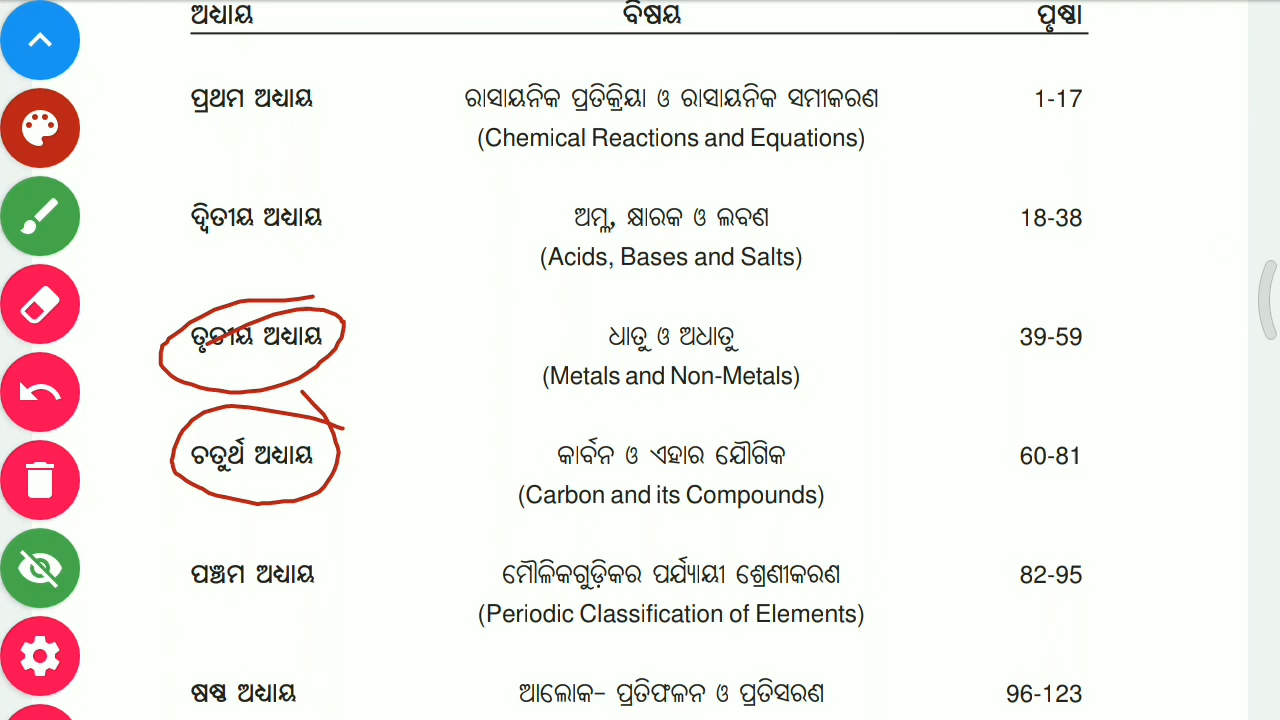 ଅଧ୍ୟାୟ ବିଷୟ ପୃଷ୍ଠା
ପ୍ରଥମ ଅଧ୍ୟାୟ ରାସାୟନିକ ପ୍ରତିକ୍ରିୟା ଓ ରାସାୟନିକ ସମୀକରଣ 1-17
(Chemical Reactions and Equations)
ଦ୍ୱିତୀୟ ଅଧ୍ୟାୟ ଅମ୍ଳ, କ୍ଷାରକ ଓ ଲବଣ 18-38
(Acids, Bases and Salts)
ତୃତୀୟ ଅଧ୍ୟାୟ ଧାତୁ ଓ ଅଧାତୁ 39-59
(Metals and Non-Metals)
ଚତୁର୍ଥ ଅଧ୍ୟାୟ କାର୍ବନ ଓ ଏହାର ଯୌଗିକ 60-81
(Carbon and its Compounds)
ପଞ୍ଚମ ଅଧ୍ୟାୟ ମୌଳିକଗୁଡ଼ିକର ପର୍ଯ୍ୟାୟୀ ଶ୍ରେଣୀକରଣ 82-95
(Periodic Classification of Elements)
ଷଷ୍ଠ ଅଧ୍ୟାୟ ଆଲୋକ– ପ୍ରତିଫଳନ ଓ ପ୍ରତିସରଣ 96-123